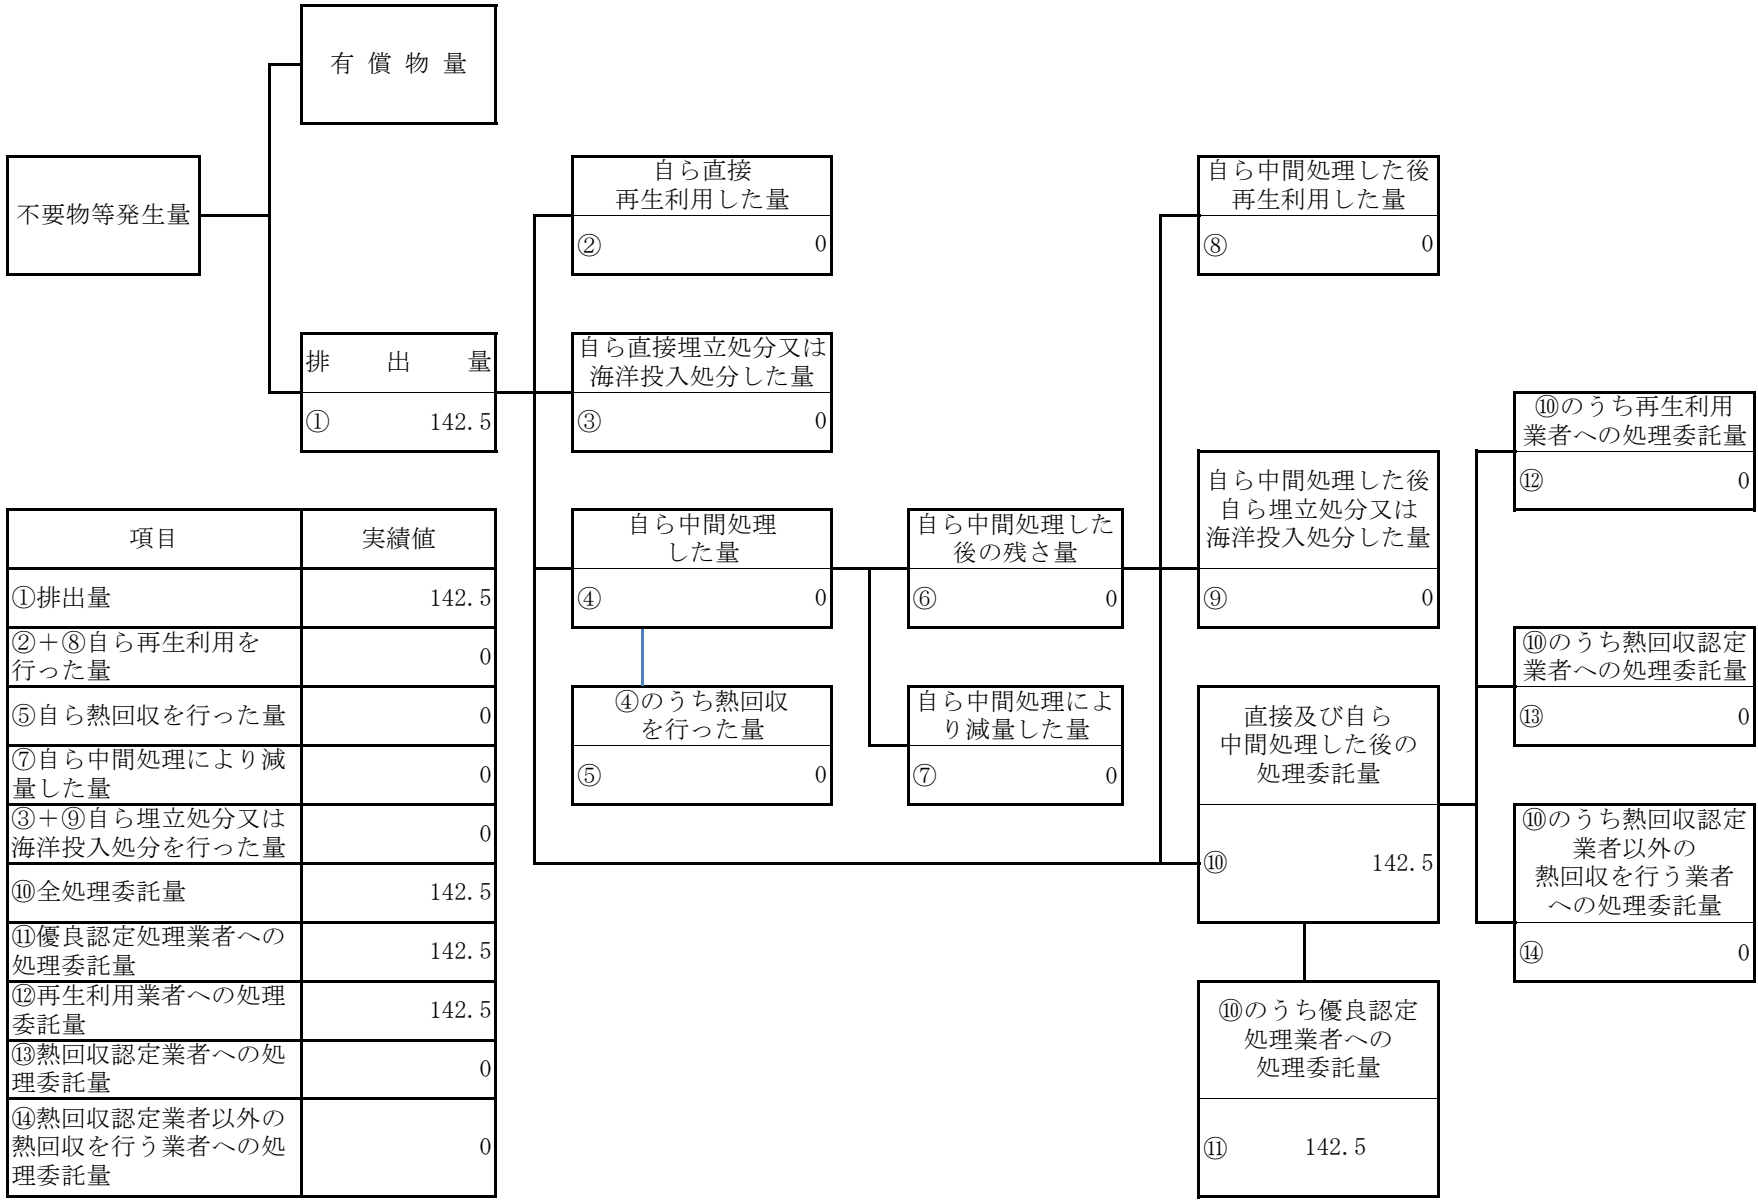 有償物量
不要物等発生量
自ら直接
再生利用した量
② 0
自ら中間処理した後
再生利用した量
⑧ 0
排出量
① 142.5
自ら直接埋立処分又は
海洋投入処分した量
③ 0
⑩のうち再生利用
業者への処理委託量
⑫ 0
自ら中間処理した後
自ら埋立処分又は
海洋投入処分した量
⑨ 0
自ら中間処理
した量
④ 0
自ら中間処理した
後の残さ量
⑥ 0
⑩のうち熱回収認定
業者への処理委託量
⑬ 0
④のうち熱回収
を行った量
⑤ 0
自ら中間処理によ
り減量した量
⑦ 0
直接及び自ら
中間処理した後の
処理委託量
⑩ 142.5
⑩のうち熱回収認定
業者以外の
熱回収を行う業者
への処理委託量
⑭ 0
⑩のうち優良認定
処理業者への
処理委託量
⑪ 142.5
項目 実績値
①排出量 142.5
②＋⑧自ら再生利用を
行った量 0
⑤自ら熱回収を行った量 0
⑦自ら中間処理により減
量した量 0
③＋⑨自ら埋立処分又は
海洋投入処分を行った量 0
⑩全処理委託量 142.5
⑪優良認定処理業者への
処理委託量 142.5
⑫再生利用業者への処理
委託量 142.5
⑬熱回収認定業者への処
理委託量 0
⑭熱回収認定業者以外の
熱回収を行う業者への処
理委託量 0